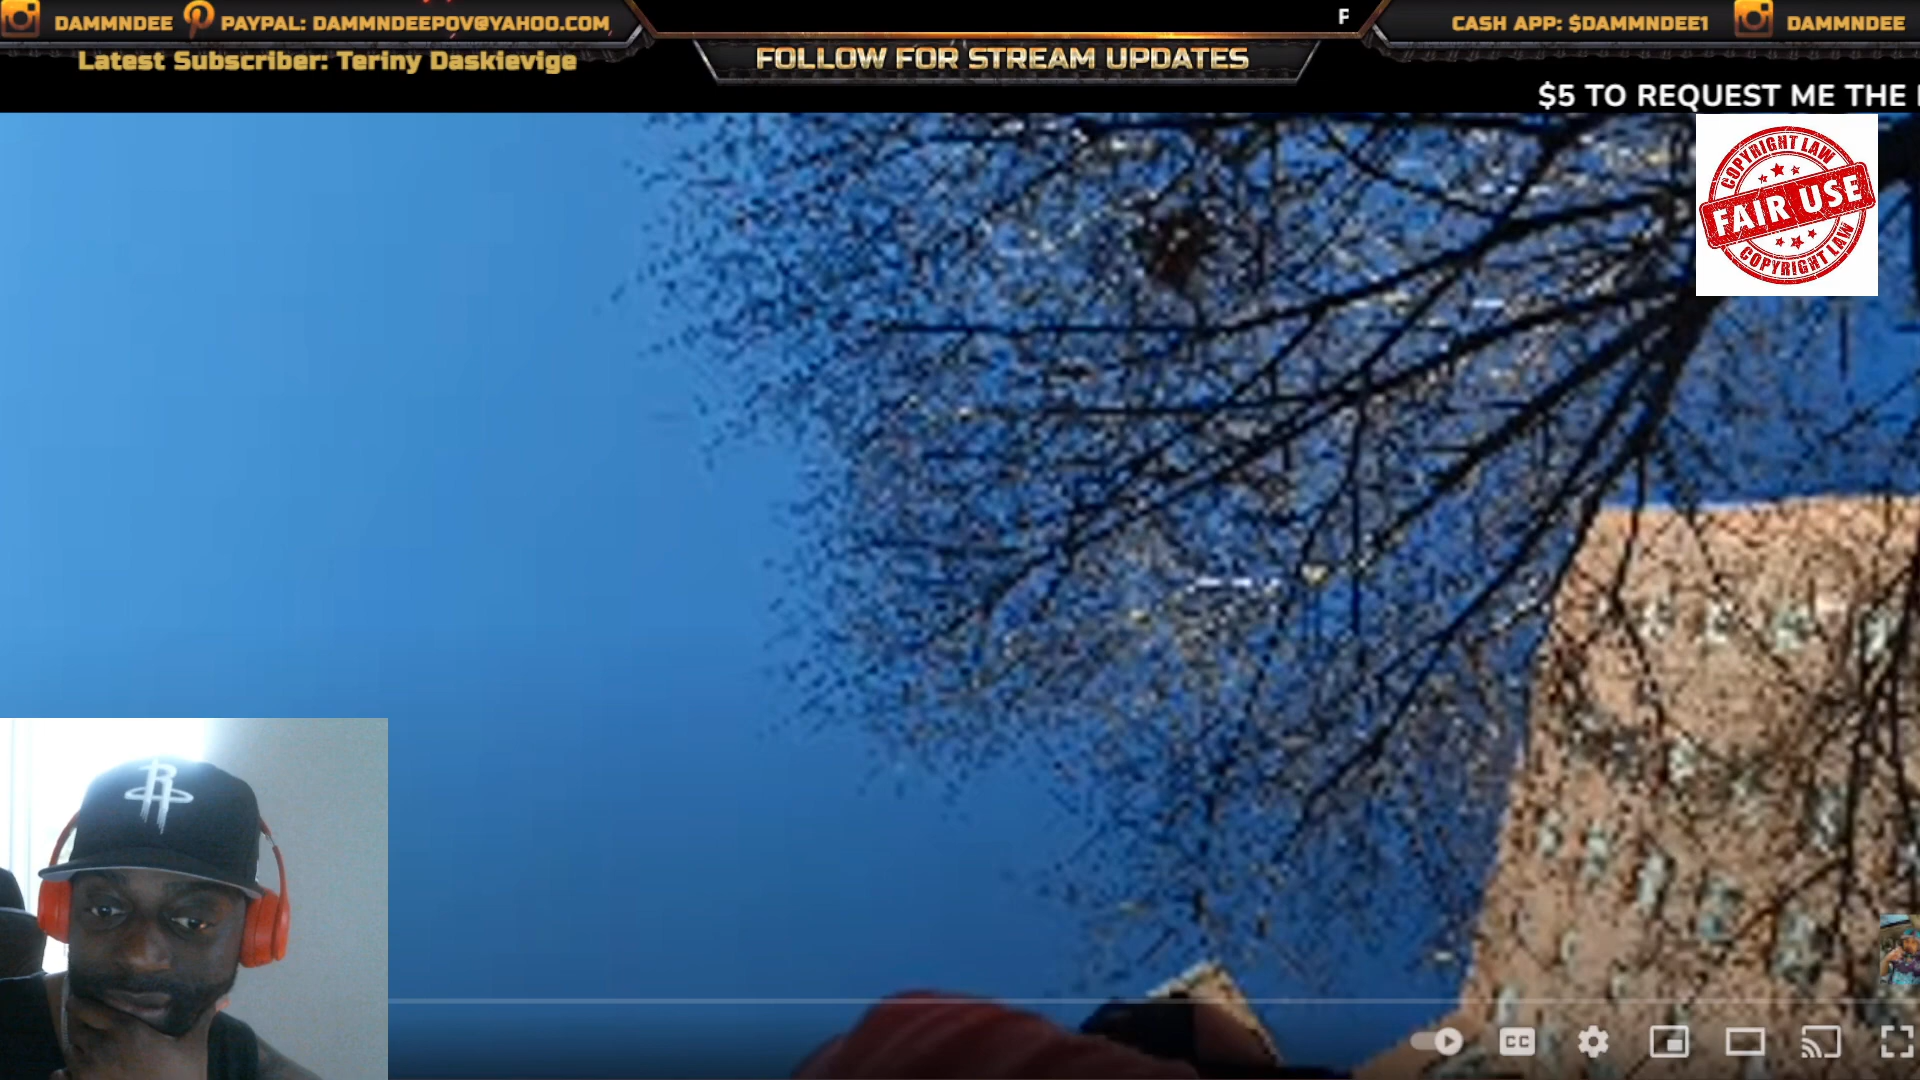 DAMMNDEE
PAYPAL: DAMMNDEEPOV@YAHOO.COM
P
CASH APP: $DAMMNDEE1
DAMMNDEE
Latest Subscriber: Teriny Daskievige
FOLLOW FOR STREAM UPDATES
$5 TO REQUEST ME THE
COPYRIGHT LAW
FAIR USE
COPYRIGHT LAW
R
CC